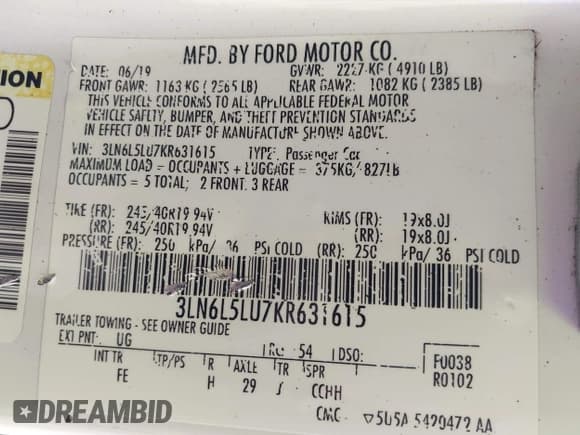 TION
MFD. BY FORD MOTOR CO.
DATE: 06/19 GVWR: 2227 KG ( 4910 LB)
FRONT GAWR: 1163 KG ( 2565 LB) REAR GAWR: 1082 KG ( 2385 LB)
THIS VEHICLE CONFORMS TO ALL APPLICABLE FEDERAL MOTOR
VEHICLE SAFETY, BUMPER, AND THEFT PREVENTION STANDARDS
IN EFFECT ON THE DATE OF MANUFACTURE SHOWN ABOVE.
VIN: 3LN6L5LU7KR631615 TYPE: Passenger Car
MAXIMUM LOAD = OCCUPANTS + LUGGAGE = 375KG/ 827LB
OCCUPANTS = 5 TOTAL; 2 FRONT, 3 REAR
TIRE (FR): 245/40R19 94V RIMS (FR): 19x8.0J
(RR): 245/40R19 94V (RR): 19x8.0J
PRESSURE (FR): 250 kPa/ 36 PSI COLD (RR): 250 kPa/ 36 PSI COLD
3LN6L5LU7KR631615
TRAILER TOWING - SEE OWNER GUIDE
EXT PNT: UG RC: 54 DSO: F0038
INT TR TP/PS R AXLE TR SPR R0102
FE H 29 CCHH
CMC 5U5A 5420472 AA
DREAMBID